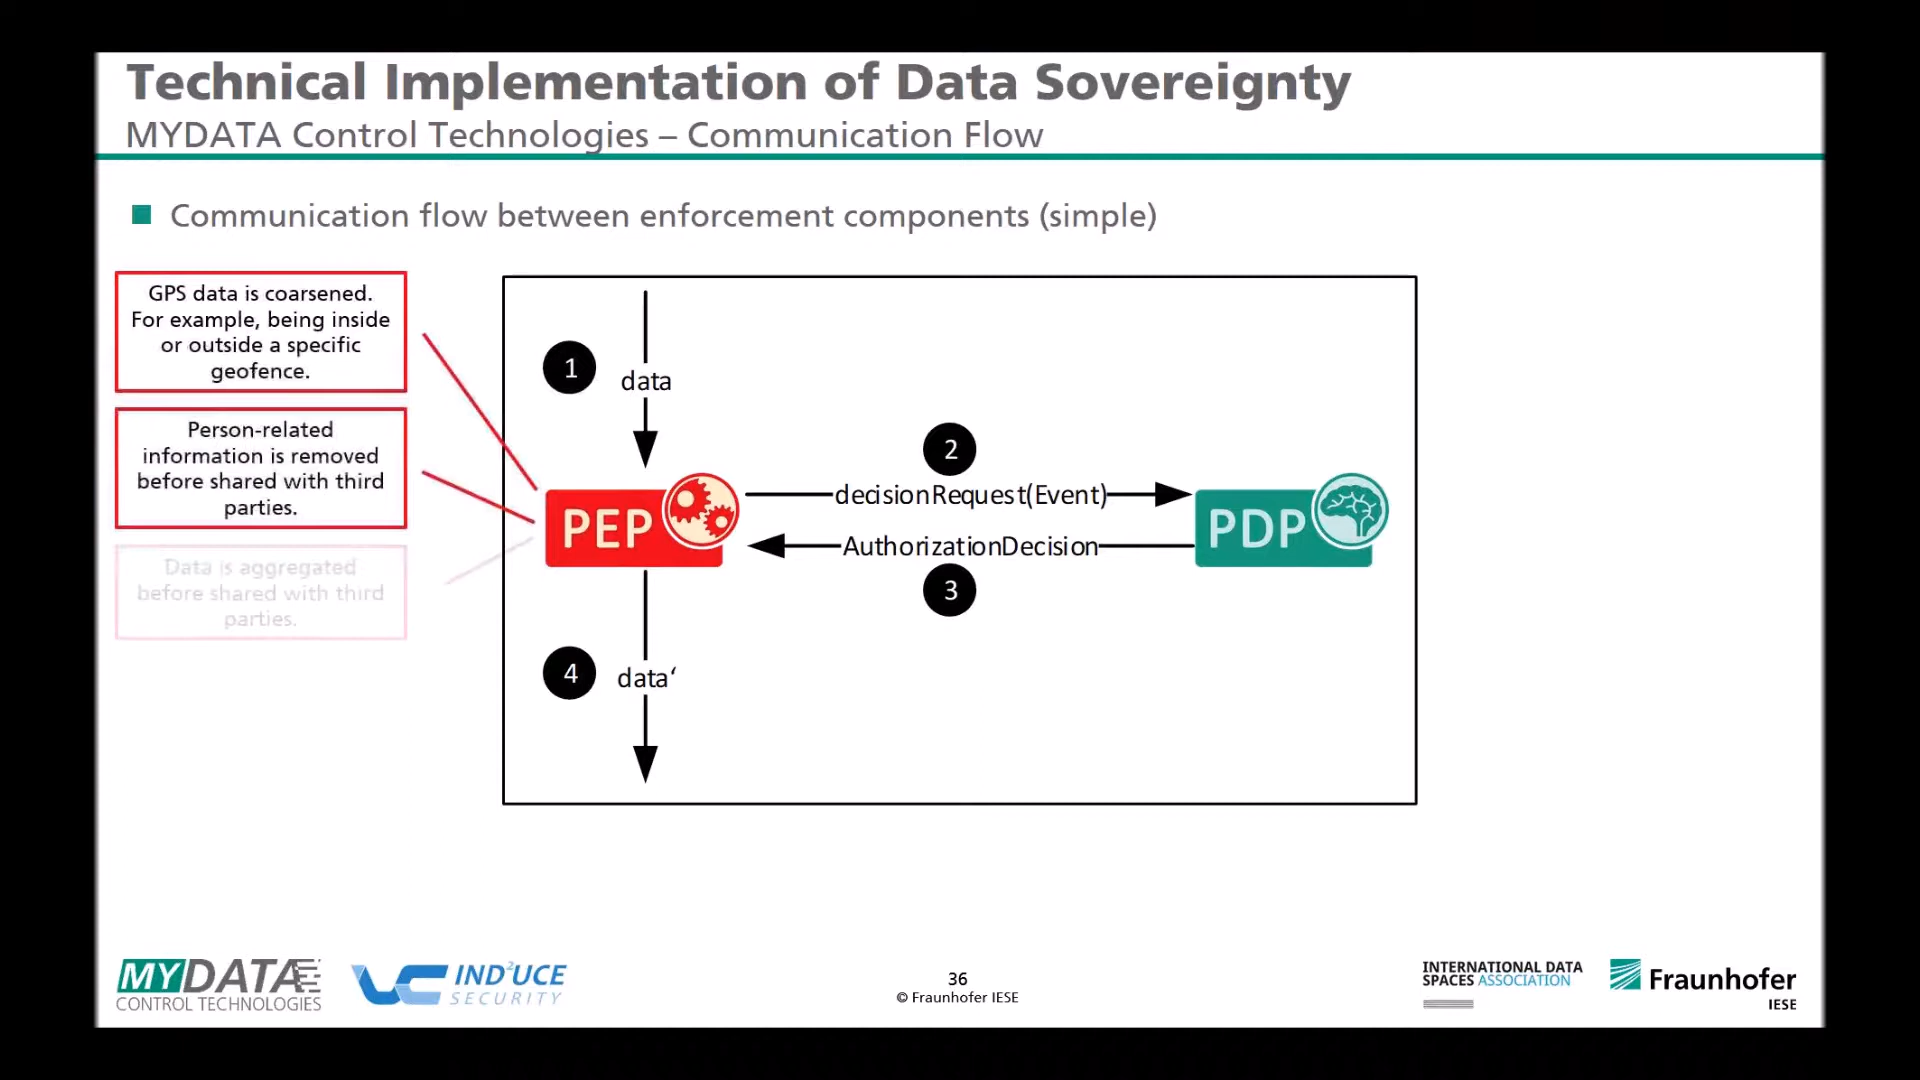 Technical Implementation of Data Sovereignty
MYDATA Control Technologies – Communication Flow
Communication flow between enforcement components (simple)
GPS data is coarsened.
For example, being inside
or outside a specific
geofence.
Person-related
information is removed
before shared with third
parties.
Data is aggregated
before shared with third
parties.
1
data
2
decisionRequest(Event)
PEP
PDP
AuthorizationDecision
3
4
data‘
MYDATA
CONTROL TECHNOLOGIES
IND²UCE
SECURITY
36
© Fraunhofer IESE
INTERNATIONAL DATA
SPACES ASSOCIATION
Fraunhofer
IESE